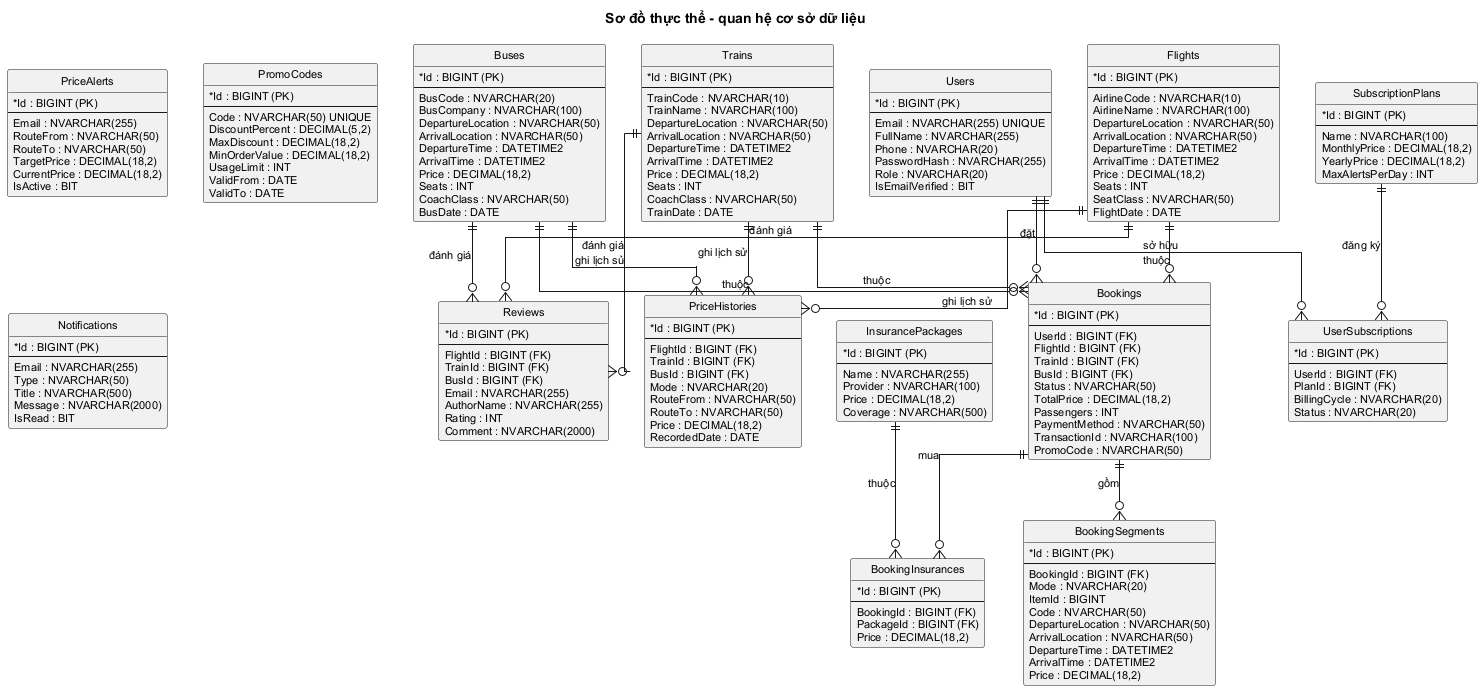 Sơ đồ thực thể - quan hệ cơ sở dữ liệu
PriceAlerts
*Id : BIGINT (PK)
Email : NVARCHAR(255)
RouteFrom : NVARCHAR(50)
RouteTo : NVARCHAR(50)
TargetPrice : DECIMAL(18,2)
CurrentPrice : DECIMAL(18,2)
IsActive : BIT
PromoCodes
*Id : BIGINT (PK)
Code : NVARCHAR(50) UNIQUE
DiscountPercent : DECIMAL(5,2)
MaxDiscount : DECIMAL(18,2)
MinOrderValue : DECIMAL(18,2)
UsageLimit : INT
ValidFrom : DATE
ValidTo : DATE
Buses
*Id : BIGINT (PK)
BusCode : NVARCHAR(20)
BusCompany : NVARCHAR(100)
DepartureLocation : NVARCHAR(50)
ArrivalLocation : NVARCHAR(50)
DepartureTime : DATETIME2
ArrivalTime : DATETIME2
Price : DECIMAL(18,2)
Seats : INT
CoachClass : NVARCHAR(50)
BusDate : DATE
Trains
*Id : BIGINT (PK)
TrainCode : NVARCHAR(10)
TrainName : NVARCHAR(100)
DepartureLocation : NVARCHAR(50)
ArrivalLocation : NVARCHAR(50)
DepartureTime : DATETIME2
ArrivalTime : DATETIME2
Price : DECIMAL(18,2)
Seats : INT
CoachClass : NVARCHAR(50)
TrainDate : DATE
Users
*Id : BIGINT (PK)
Email : NVARCHAR(255) UNIQUE
FullName : NVARCHAR(255)
Phone : NVARCHAR(20)
PasswordHash : NVARCHAR(255)
Role : NVARCHAR(20)
IsEmailVerified : BIT
Flights
*Id : BIGINT (PK)
AirlineCode : NVARCHAR(10)
AirlineName : NVARCHAR(100)
DepartureLocation : NVARCHAR(50)
ArrivalLocation : NVARCHAR(50)
DepartureTime : DATETIME2
ArrivalTime : DATETIME2
Price : DECIMAL(18,2)
Seats : INT
SeatClass : NVARCHAR(50)
FlightDate : DATE
SubscriptionPlans
*Id : BIGINT (PK)
Name : NVARCHAR(100)
MonthlyPrice : DECIMAL(18,2)
YearlyPrice : DECIMAL(18,2)
MaxAlertsPerDay : INT
đánh giá
đánh giá
ghi lịch sử
ghi lịch sử
đánh giá
thuộc
thuộc
đặt
ghi lịch sử
sở hữu
thuộc
đăng ký
Notifications
*Id : BIGINT (PK)
Email : NVARCHAR(255)
Type : NVARCHAR(50)
Title : NVARCHAR(500)
Message : NVARCHAR(2000)
IsRead : BIT
Reviews
*Id : BIGINT (PK)
FlightId : BIGINT (FK)
TrainId : BIGINT (FK)
BusId : BIGINT (FK)
Email : NVARCHAR(255)
AuthorName : NVARCHAR(255)
Rating : INT
Comment : NVARCHAR(2000)
PriceHistories
*Id : BIGINT (PK)
FlightId : BIGINT (FK)
TrainId : BIGINT (FK)
BusId : BIGINT (FK)
Mode : NVARCHAR(20)
RouteFrom : NVARCHAR(50)
RouteTo : NVARCHAR(50)
Price : DECIMAL(18,2)
RecordedDate : DATE
InsurancePackages
*Id : BIGINT (PK)
Name : NVARCHAR(255)
Provider : NVARCHAR(100)
Price : DECIMAL(18,2)
Coverage : NVARCHAR(500)
Bookings
*Id : BIGINT (PK)
UserId : BIGINT (FK)
FlightId : BIGINT (FK)
TrainId : BIGINT (FK)
BusId : BIGINT (FK)
Status : NVARCHAR(50)
TotalPrice : DECIMAL(18,2)
Passengers : INT
PaymentMethod : NVARCHAR(50)
TransactionId : NVARCHAR(100)
PromoCode : NVARCHAR(50)
UserSubscriptions
*Id : BIGINT (PK)
UserId : BIGINT (FK)
PlanId : BIGINT (FK)
BillingCycle : NVARCHAR(20)
Status : NVARCHAR(20)
thuộc
mua
gồm
BookingInsurances
*Id : BIGINT (PK)
BookingId : BIGINT (FK)
PackageId : BIGINT (FK)
Price : DECIMAL(18,2)
BookingSegments
*Id : BIGINT (PK)
BookingId : BIGINT (FK)
Mode : NVARCHAR(20)
ItemId : BIGINT
Code : NVARCHAR(50)
DepartureLocation : NVARCHAR(50)
ArrivalLocation : NVARCHAR(50)
DepartureTime : DATETIME2
ArrivalTime : DATETIME2
Price : DECIMAL(18,2)